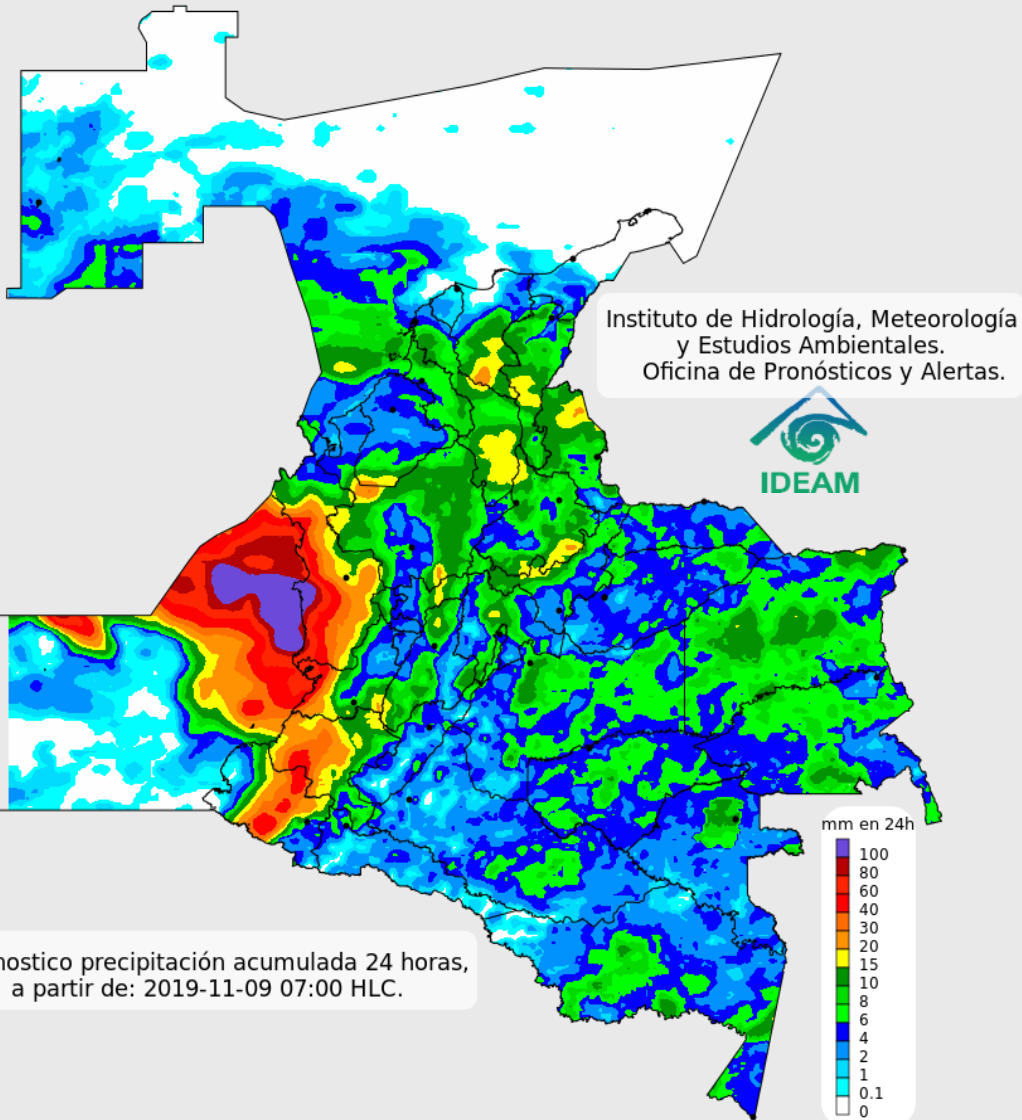 Instituto de Hidrología, Meteorología
y Estudios Ambientales.
Oficina de Pronósticos y Alertas.
IDEAM
mm en 24h
100
80
60
40
30
20
15
10
8
6
4
2
1
0.1
0
nostico precipitación acumulada 24 horas,
a partir de: 2019-11-09 07:00 HLC.